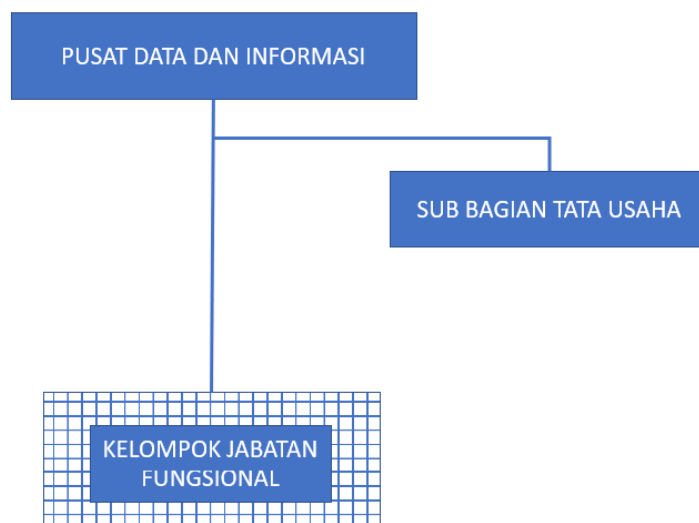 PUSAT DATA DAN INFORMASI
SUB BAGIAN TATA USAHA
KELOMPOK JABATAN
FUNGSIONAL